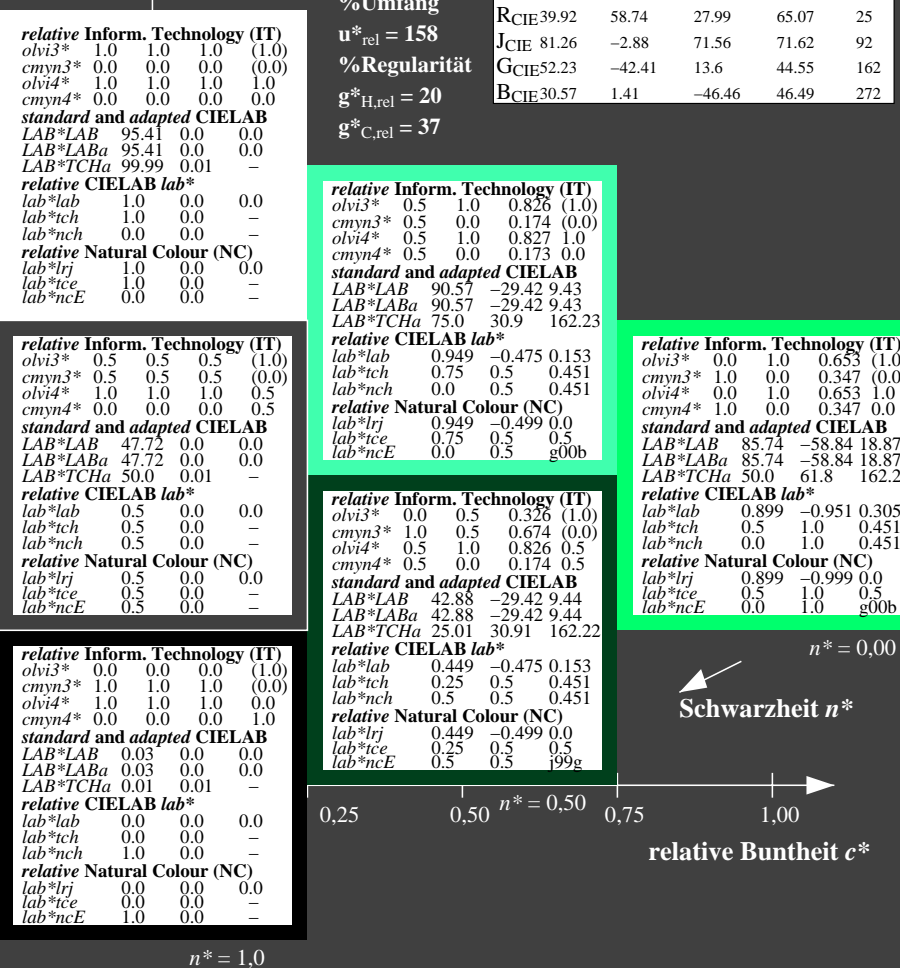 %Umfang
u*rel = 158
%Regularität
g*H,rel = 20
g*C,rel = 37
RCIE 39.92 58.74 27.99 65.07 25
JCIE 81.26 −2.88 71.56 71.62 92
GCIE 52.23 −42.41 13.6 44.55 162
BCIE 30.57 1.41 −46.46 46.49 272
relative Inform. Technology (IT)
olvi3* 1.0 1.0 1.0 (1.0)
cmyn3* 0.0 0.0 0.0 (0.0)
olvi4* 1.0 1.0 1.0 1.0
cmyn4* 0.0 0.0 0.0 0.0
standard and adapted CIELAB
LAB*LAB 95.41 0.0 0.0
LAB*LABa 95.41 0.0 0.0
LAB*TCHa 99.99 0.01 –
relative CIELAB lab*
lab*lab 1.0 0.0 0.0
lab*tch 1.0 0.0 –
lab*nch 0.0 0.0 –
relative Natural Colour (NC)
lab*lrj 1.0 0.0 0.0
lab*tce 1.0 0.0 –
lab*ncE 0.0 0.0 –
relative Inform. Technology (IT)
olvi3* 0.5 1.0 0.826 (1.0)
cmyn3* 0.5 0.0 0.174 (0.0)
olvi4* 0.5 1.0 0.827 1.0
cmyn4* 0.5 0.0 0.173 0.0
standard and adapted CIELAB
LAB*LAB 90.57 −29.42 9.43
LAB*LABa 90.57 −29.42 9.43
LAB*TCHa 75.0 30.9 162.23
relative CIELAB lab*
lab*lab 0.949 −0.475 0.153
lab*tch 0.75 0.5 0.451
lab*nch 0.0 0.5 0.451
relative Natural Colour (NC)
lab*lrj 0.949 −0.499 0.0
lab*tce 0.75 0.5 0.5
lab*ncE 0.0 0.5 g00b
relative Inform. Technology (IT)
olvi3* 0.5 0.5 0.5 (1.0)
cmyn3* 0.5 0.5 0.5 (0.0)
olvi4* 1.0 1.0 1.0 0.5
cmyn4* 0.0 0.0 0.0 0.5
standard and adapted CIELAB
LAB*LAB 47.72 0.0 0.0
LAB*LABa 47.72 0.0 0.0
LAB*TCHa 50.0 0.01 –
relative CIELAB lab*
lab*lab 0.5 0.0 0.0
lab*tch 0.5 0.0 –
lab*nch 0.5 0.0 –
relative Natural Colour (NC)
lab*lrj 0.5 0.0 0.0
lab*tce 0.5 0.0 –
lab*ncE 0.5 0.0 –
relative Inform. Technology (IT)
olvi3* 0.0 1.0 0.653 (1.0
cmyn3* 1.0 0.0 0.347 (0.0
olvi4* 0.0 1.0 0.653 1.0
cmyn4* 1.0 0.0 0.347 0.0
standard and adapted CIELAB
LAB*LAB 85.74 −58.84 18.87
LAB*LABa 85.74 −58.84 18.87
LAB*TCHa 50.0 61.8 162.2
relative CIELAB lab*
lab*lab 0.899 −0.951 0.305
lab*tch 0.5 1.0 0.451
lab*nch 0.0 1.0 0.451
relative Natural Colour (NC)
lab*lrj 0.899 −0.999 0.0
lab*tce 0.5 1.0 0.5
lab*ncE 0.0 1.0 g00b
relative Inform. Technology (IT)
olvi3* 0.0 0.5 0.326 (1.0)
cmyn3* 1.0 0.5 0.674 (0.0)
olvi4* 0.5 1.0 0.826 0.5
cmyn4* 0.5 0.0 0.174 0.5
standard and adapted CIELAB
LAB*LAB 42.88 −29.42 9.44
LAB*LABa 42.88 −29.42 9.44
LAB*TCHa 25.01 30.91 162.22
relative CIELAB lab*
lab*lab 0.449 −0.475 0.153
lab*tch 0.25 0.5 0.451
lab*nch 0.5 0.5 0.451
relative Natural Colour (NC)
lab*lrj 0.449 −0.499 0.0
lab*tce 0.25 0.5 0.5
lab*ncE 0.5 0.5 j99g
relative Inform. Technology (IT)
olvi3* 0.0 0.0 0.0 (1.0)
cmyn3* 1.0 1.0 1.0 (0.0)
olvi4* 1.0 1.0 1.0 0.0
cmyn4* 0.0 0.0 0.0 1.0
standard and adapted CIELAB
LAB*LAB 0.03 0.0 0.0
LAB*LABa 0.03 0.0 0.0
LAB*TCHa 0.01 0.01 –
relative CIELAB lab*
lab*lab 0.0 0.0 0.0
lab*tch 0.0 0.0 –
lab*nch 1.0 0.0 –
relative Natural Colour (NC)
lab*lrj 0.0 0.0 0.0
lab*tce 0.0 0.0 –
lab*ncE 1.0 0.0 –
n* = 0,00
Schwarzheit n*
n* = 0,50
0,25 0,50 0,75 1,00
relative Buntheit c*
n* = 1,0